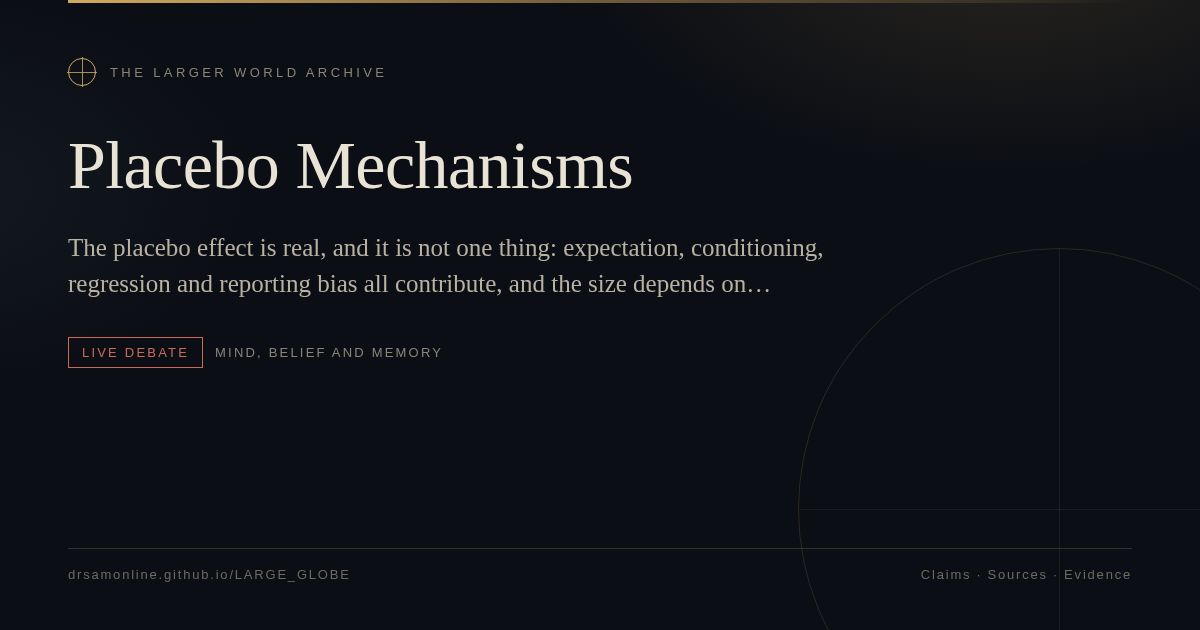 THE LARGER WORLD ARCHIVE
Placebo Mechanisms
The placebo effect is real, and it is not one thing: expectation, conditioning,
regression and reporting bias all contribute, and the size depends on…
LIVE DEBATE
MIND, BELIEF AND MEMORY
drsamonline.github.io/LARGE_GLOBE
Claims · Sources · Evidence